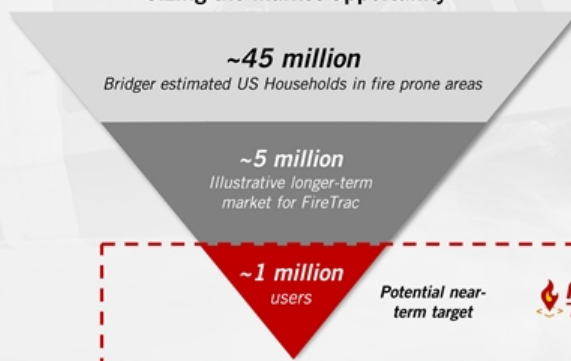 ~45 million
Bridger estimated US Households in fire prone areas
~5 million
Illustrative longer-term
market for FireTrac
~1 million
users
Potential near-
term target